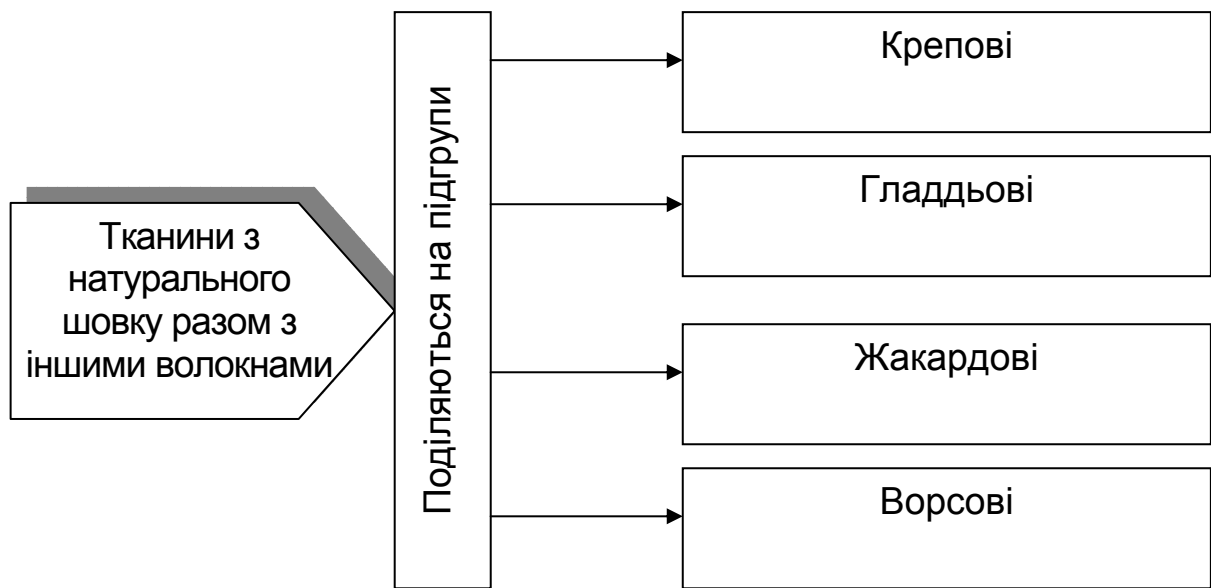 Тканини з
натурального
шовку разом з
іншими волокнами
Поділяються на підгрупи
Крепові
Гладдьові
Жакардові
Ворсові